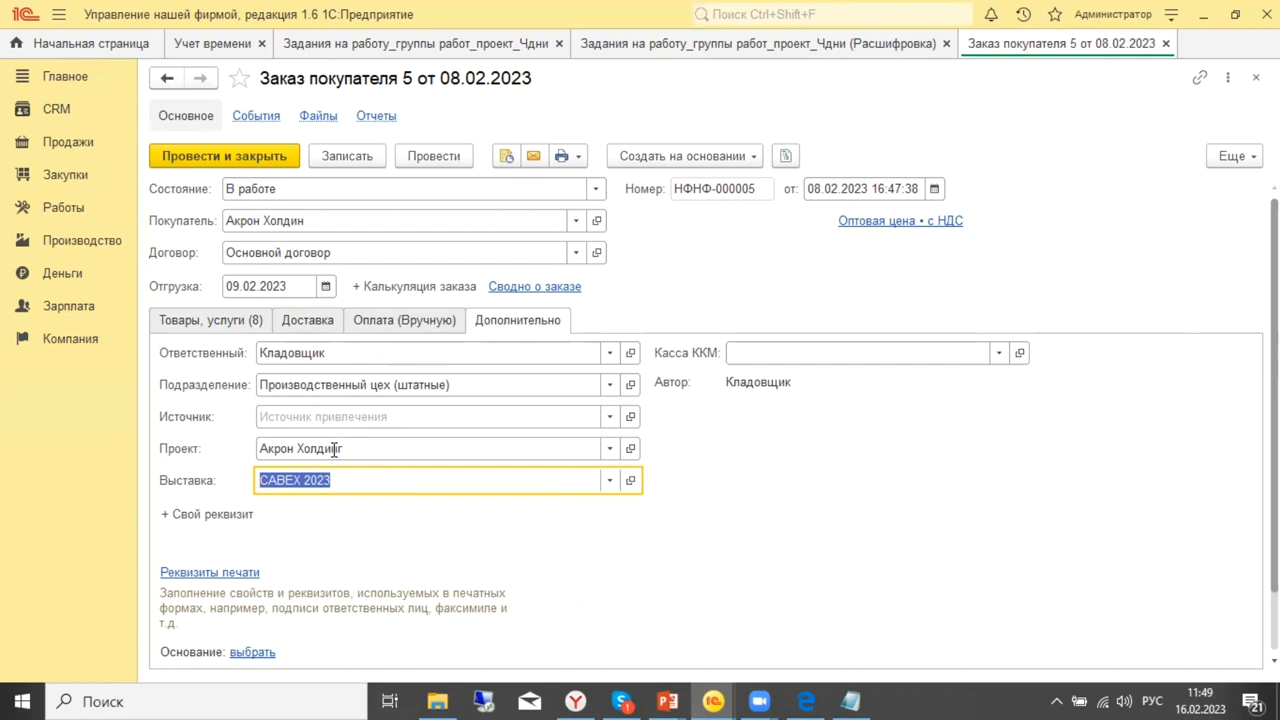 1С Управление нашей фирмой, редакция 1.6 1С:Предприятие Поиск Ctrl+Shift+F Администратор
Начальная страница Учет времени × Задания на работу_группы работ_проект_Чдни × Задания на работу_группы работ_проект_Чдни (Расшифровка) × Заказ покупателя 5 от 08.02.2023 ×
Главное
CRM
Продажи
Закупки
Работы
Производство
Деньги
Зарплата
Компания
Заказ покупателя 5 от 08.02.2023
Основное События Файлы Отчеты
Провести и закрыть Записать Провести Создать на основании Еще
Состояние: В работе Номер: НФНФ-000005 от: 08.02.2023 16:47:38
Покупатель: Акрон Холдин Оптовая цена • с НДС
Договор: Основной договор
Отгрузка: 09.02.2023 + Калькуляция заказа Сводно о заказе
Товары, услуги (8) Доставка Оплата (Вручную) Дополнительно
Ответственный: Кладовщик Касса ККМ:
Подразделение: Производственный цех (штатные) Автор: Кладовщик
Источник: Источник привлечения
Проект: Акрон Холдинг
Выставка: CABEX 2023
+ Свой реквизит
Реквизиты печати
Заполнение свойств и реквизитов, используемых в печатных
формах, например, подписи ответственных лиц, факсимиле и
т.д.
Основание: выбрать
Поиск РУС 11:49
16.02.2023 21